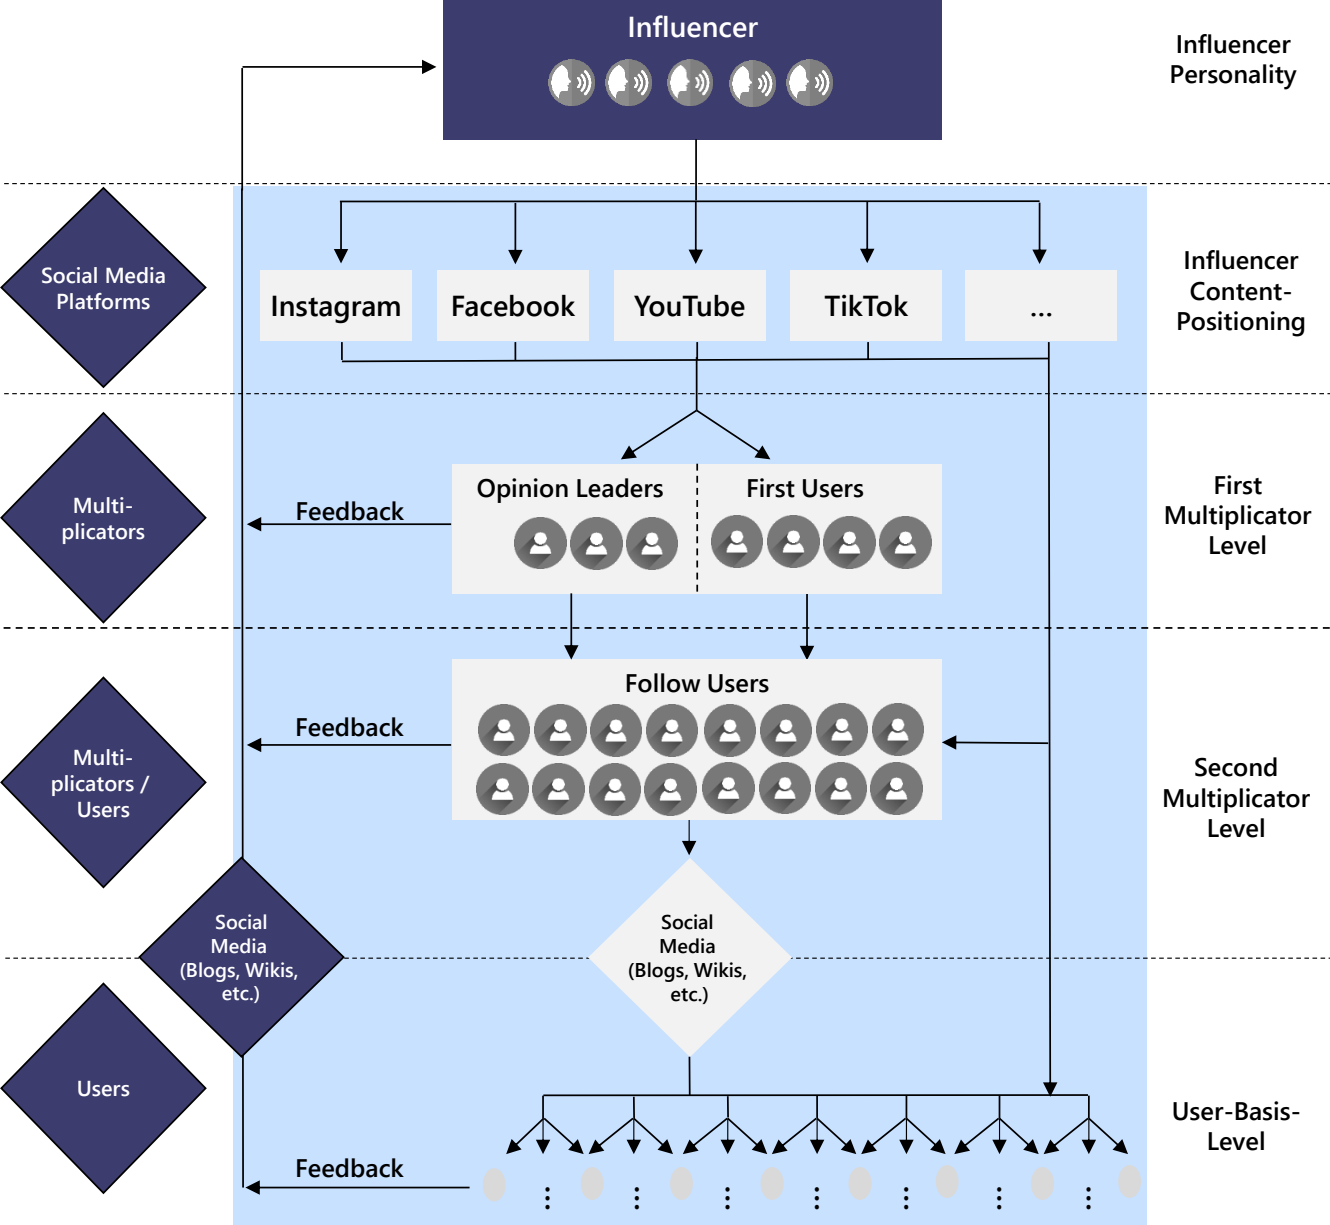 Influencer
Influencer
Personality
Social Media
Platforms
Instagram
Facebook
YouTube
TikTok
...
Influencer
Content-
Positioning
Multi-
plicators
Feedback
Opinion Leaders
First Users
First
Multiplicator
Level
Multi-
plicators /
Users
Feedback
Follow Users
Second
Multiplicator
Level
Social
Media
(Blogs, Wikis,
etc.)
Social
Media
(Blogs, Wikis,
etc.)
Users
Feedback
User-Basis-
Level